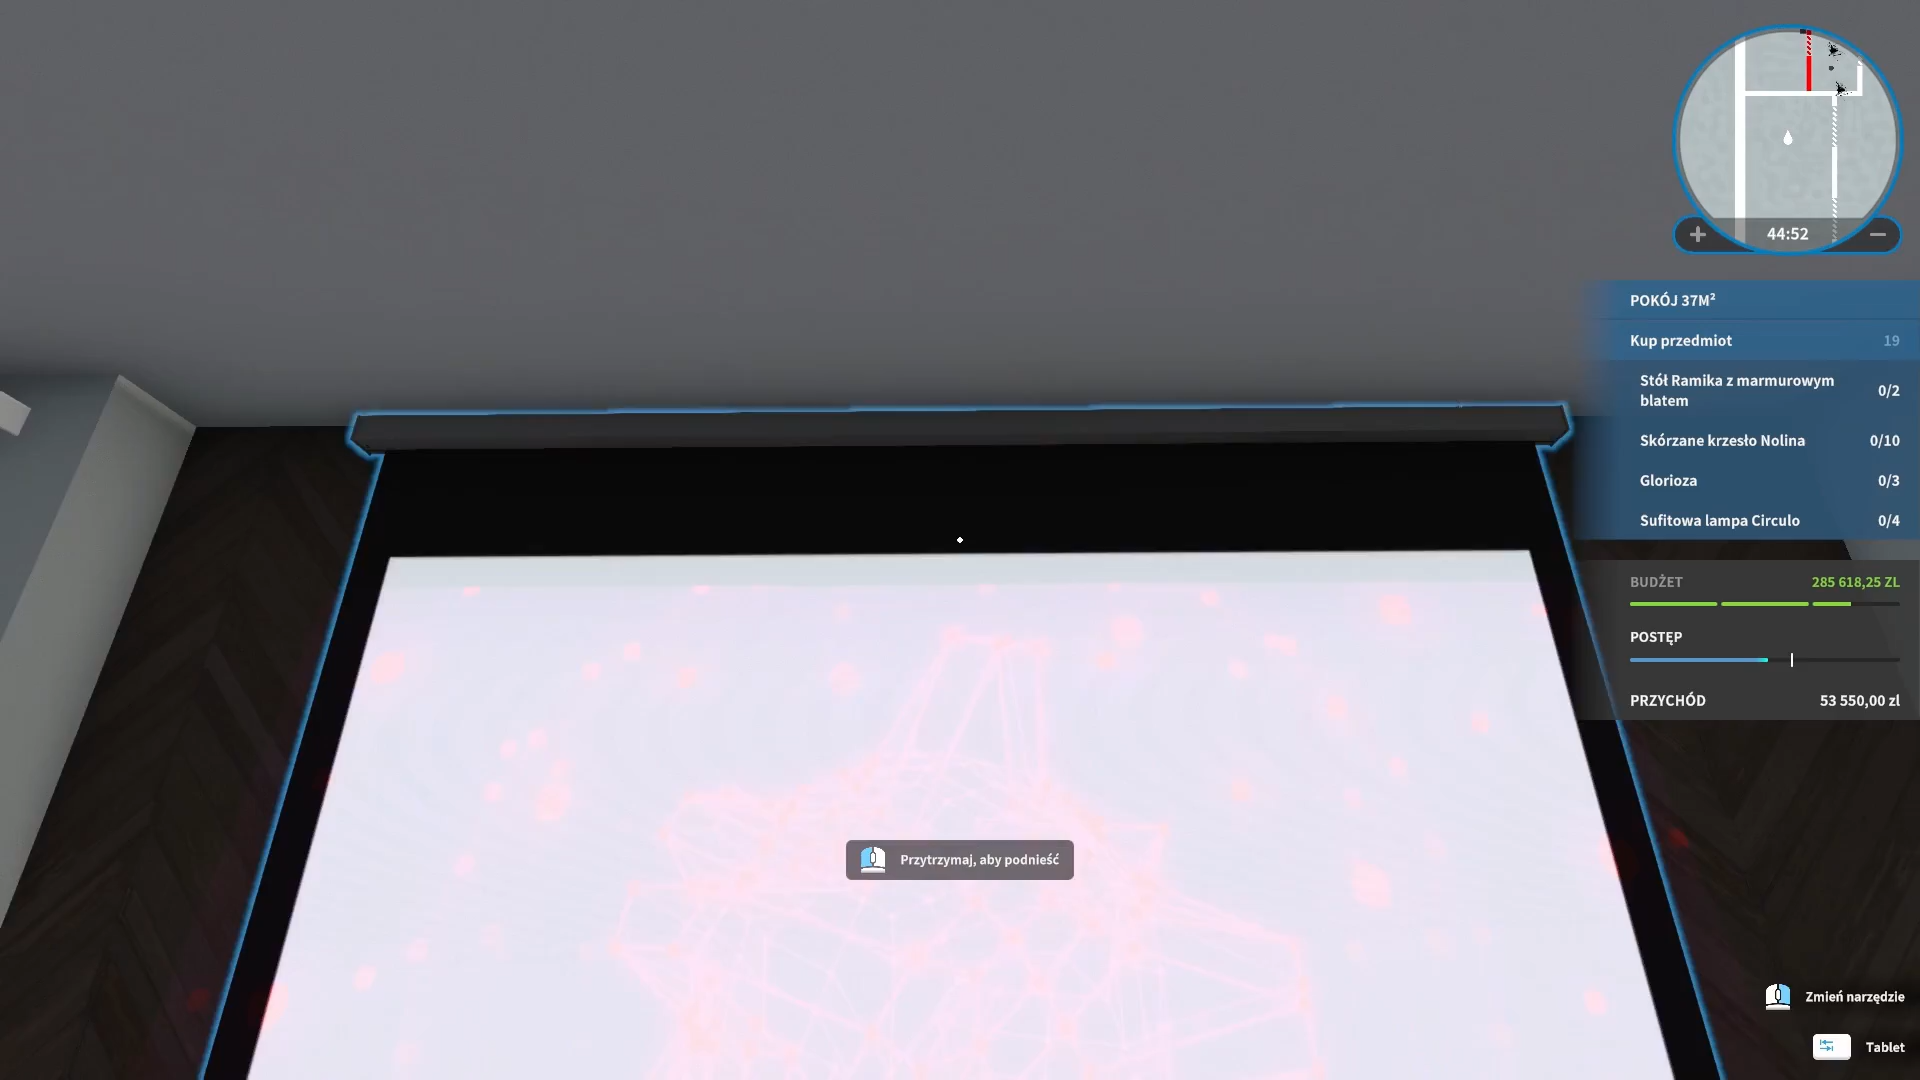 44:52
POKÓJ 37M²
Kup przedmiot 19
Stół Ramika z marmurowym
blatem 0/2
Skórzane krzesło Nolina 0/10
Glorioza 0/3
Sufitowa lampa Circulo 0/4
BUDŻET 285 618,25 ZL
POSTĘP
PRZYCHÓD 53 550,00 zl
Przytrzymaj, aby podnieść
Zmień narzędzie
Tablet